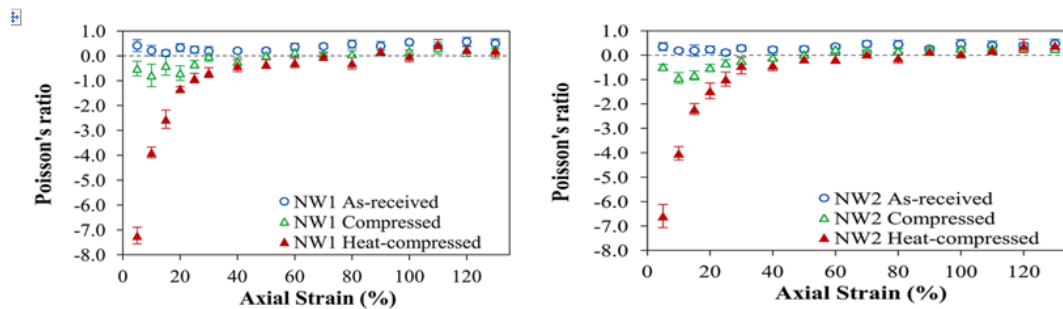 Poisson's ratio
1.0
0.0
-1.0
-2.0
-3.0
-4.0
-5.0
-6.0
-7.0
-8.0
NW1 As-received
NW1 Compressed
NW1 Heat-compressed
0 20 40 60 80 100 120
Axial Strain (%)
Poisson's ratio
1.0
0.0
-1.0
-2.0
-3.0
-4.0
-5.0
-6.0
-7.0
-8.0
NW2 As-received
NW2 Compressed
NW2 Heat-compressed
0 20 40 60 80 100 120
Axial Strain (%)